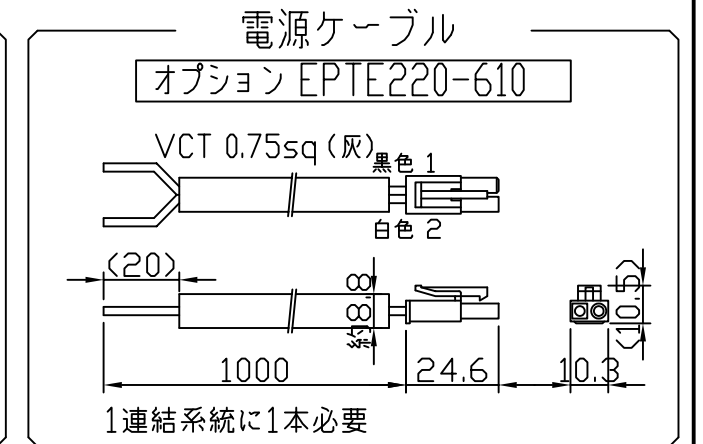 電源ケーブル
オプション EPTE220-610
VCT 0.75sq (灰)
黒色 1
白色 2
(20)
約8.8
(10.5)
1000
24.6
10.3
1連結系統に1本必要